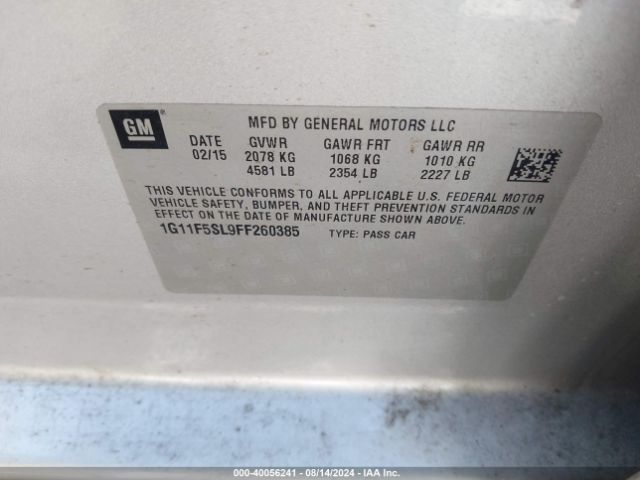 GM
®
MFD BY GENERAL MOTORS LLC
DATE GVWR GAWR FRT GAWR RR
02/15 2078 KG 1068 KG 1010 KG
4581 LB 2354 LB 2227 LB
THIS VEHICLE CONFORMS TO ALL APPLICABLE U.S. FEDERAL MOTOR
VEHICLE SAFETY, BUMPER, AND THEFT PREVENTION STANDARDS IN
EFFECT ON THE DATE OF MANUFACTURE SHOWN ABOVE.
1G11F5SL9FF260385 TYPE: PASS CAR
000-40056241 - 08/14/2024 - IAA Inc.